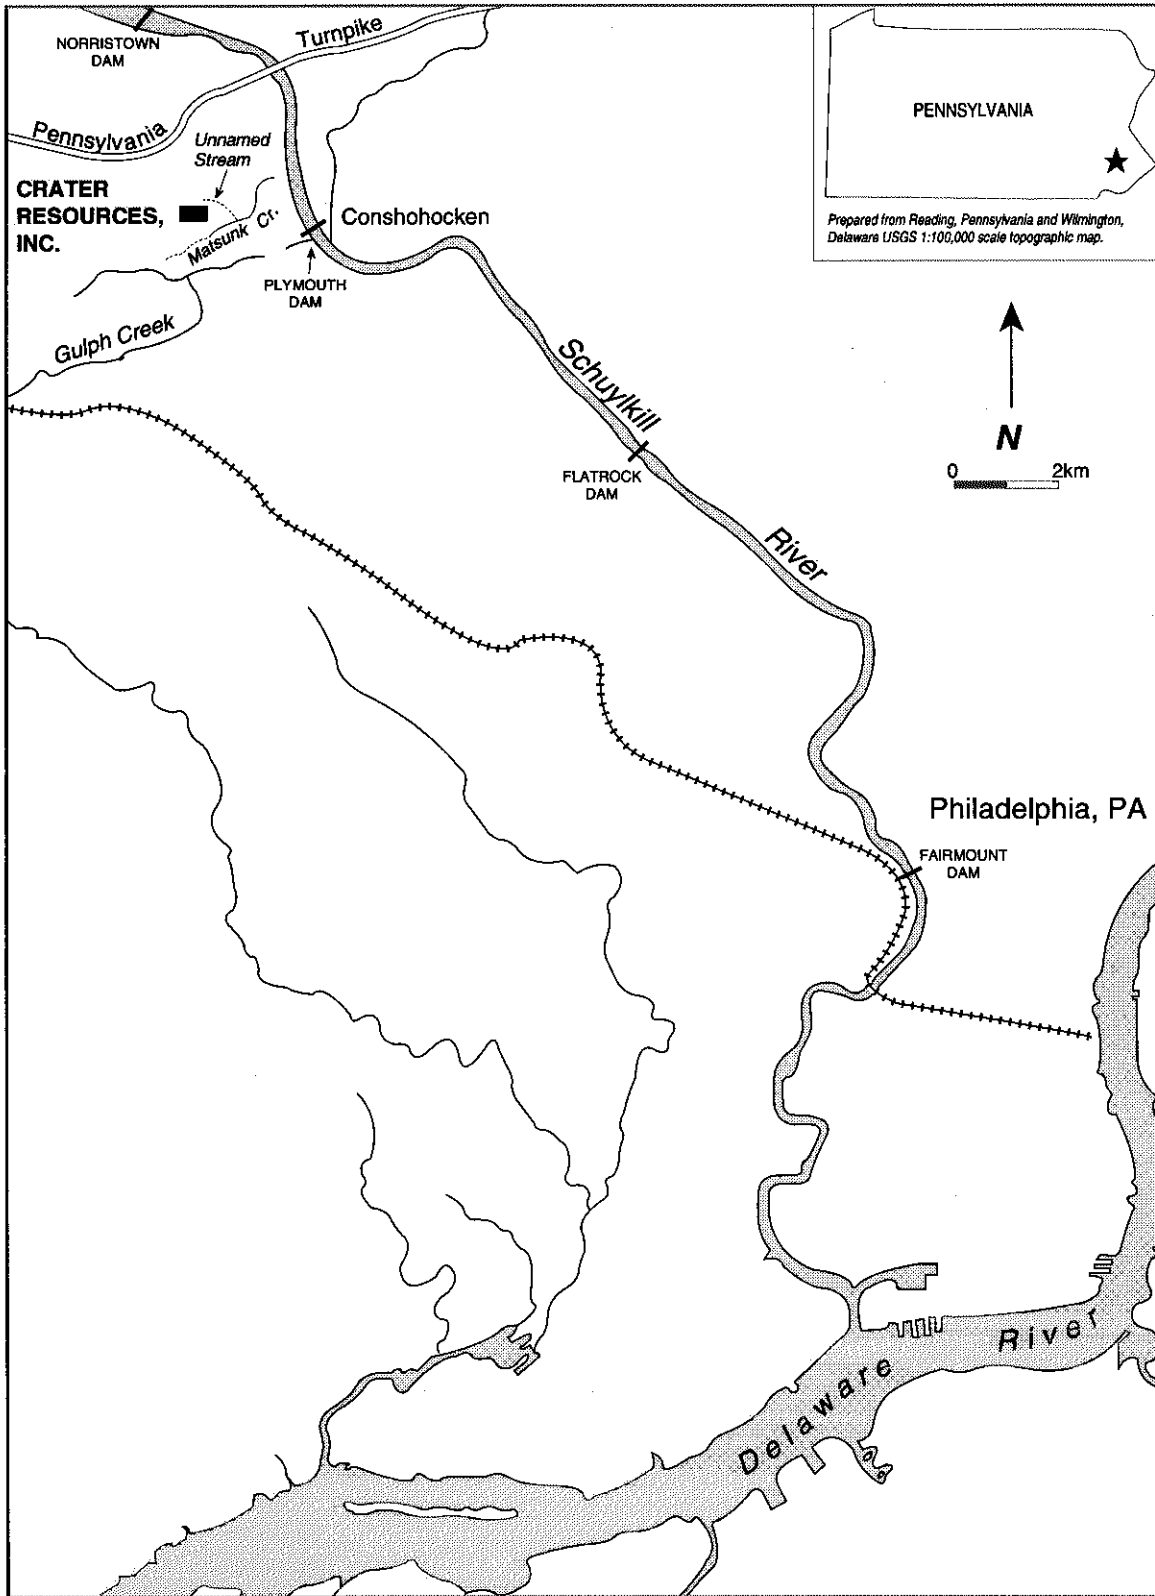 NORRISTOWN
DAM
Turnpike
Pennsylvania
Unnamed
Stream
CRATER
RESOURCES,
INC.
Matsunk Cr.
Conshohocken
PLYMOUTH
DAM
Gulph Creek
PENNSYLVANIA
Prepared from Reading, Pennsylvania and Wilmington,
Delaware USGS 1:100,000 scale topographic map.
N
0 2km
Schuylkill
River
FLATROCK
DAM
Philadelphia, PA
FAIRMOUNT
DAM
Delaware River